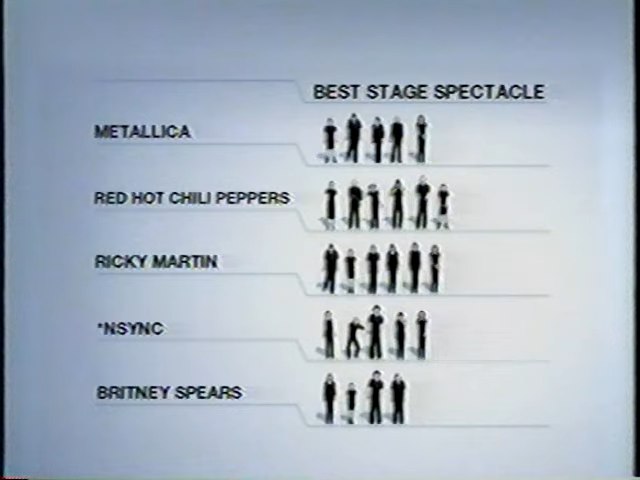 BEST STAGE SPECTACLE
METALLICA
RED HOT CHILI PEPPERS
RICKY MARTIN
*NSYNC
BRITNEY SPEARS